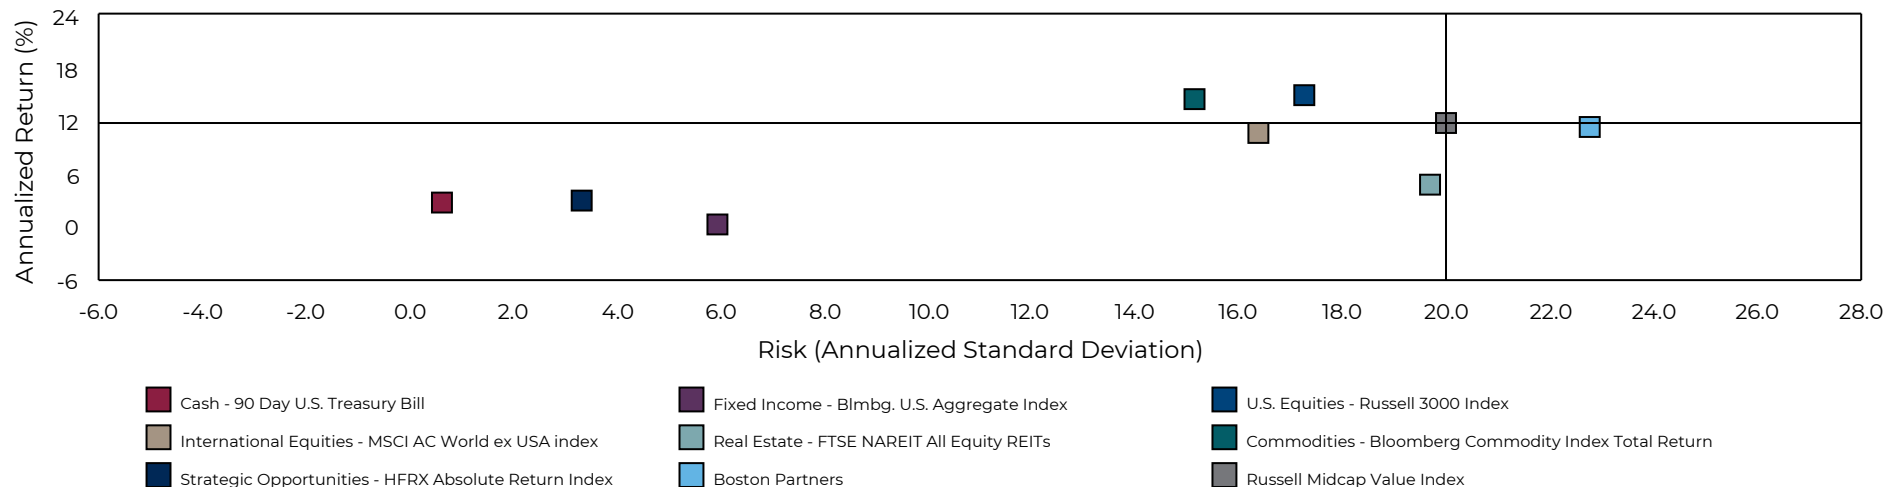 Annualized Return (%)
24
18
12
6
0
-6
-6.0 -4.0 -2.0 0.0 2.0 4.0 6.0 8.0 10.0 12.0 14.0 16.0 18.0 20.0 22.0 24.0 26.0 28.0
Risk (Annualized Standard Deviation)
Cash - 90 Day U.S. Treasury Bill Fixed Income - Blmbg. U.S. Aggregate Index U.S. Equities - Russell 3000 Index
International Equities - MSCI AC World ex USA index Real Estate - FTSE NAREIT All Equity REITs Commodities - Bloomberg Commodity Index Total Return
Strategic Opportunities - HFRX Absolute Return Index Boston Partners Russell Midcap Value Index